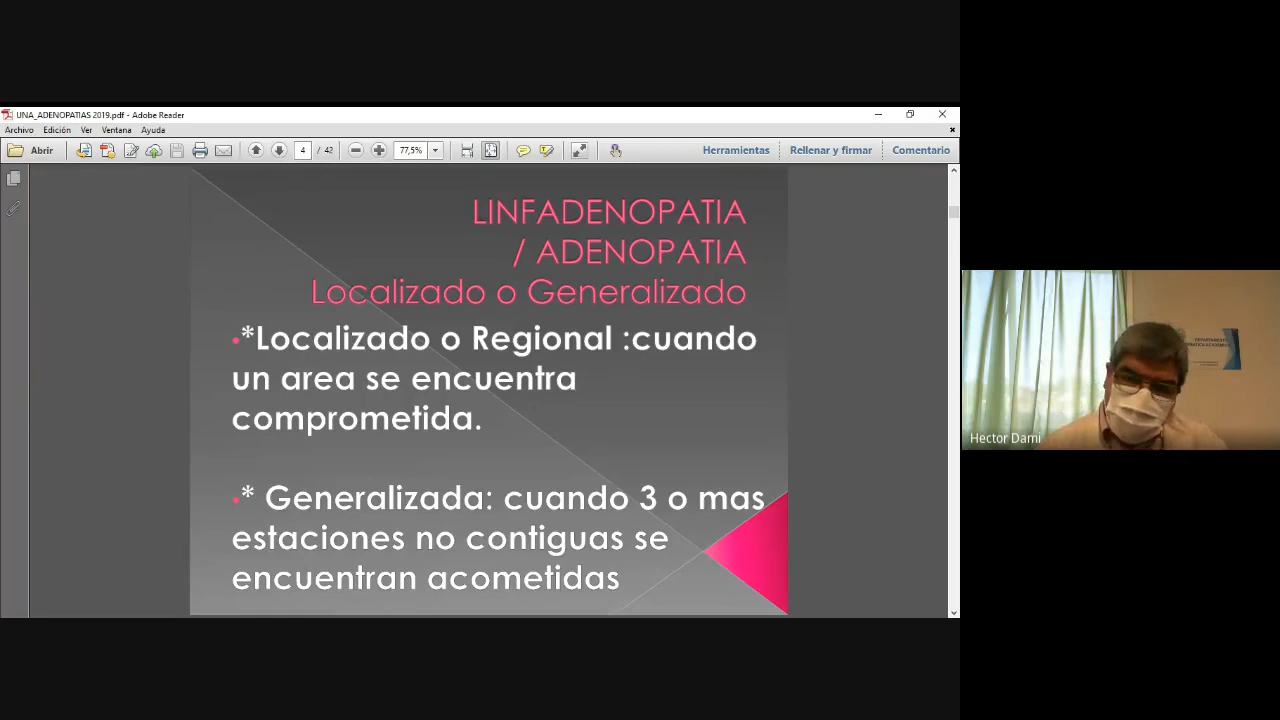 UNA_ADENOPATIAS 2019.pdf - Adobe Reader
Archivo Edición Ver Ventana Ayuda
Abrir 4 / 42 77,5% Herramientas Rellenar y firmar Comentario
LINFADENOPATIA
/ ADENOPATIA
Localizado o Generalizado
•*Localizado o Regional :cuando
un area se encuentra
comprometida.
•* Generalizada: cuando 3 o mas
estaciones no contiguas se
encuentran acometidas
Hector Dami